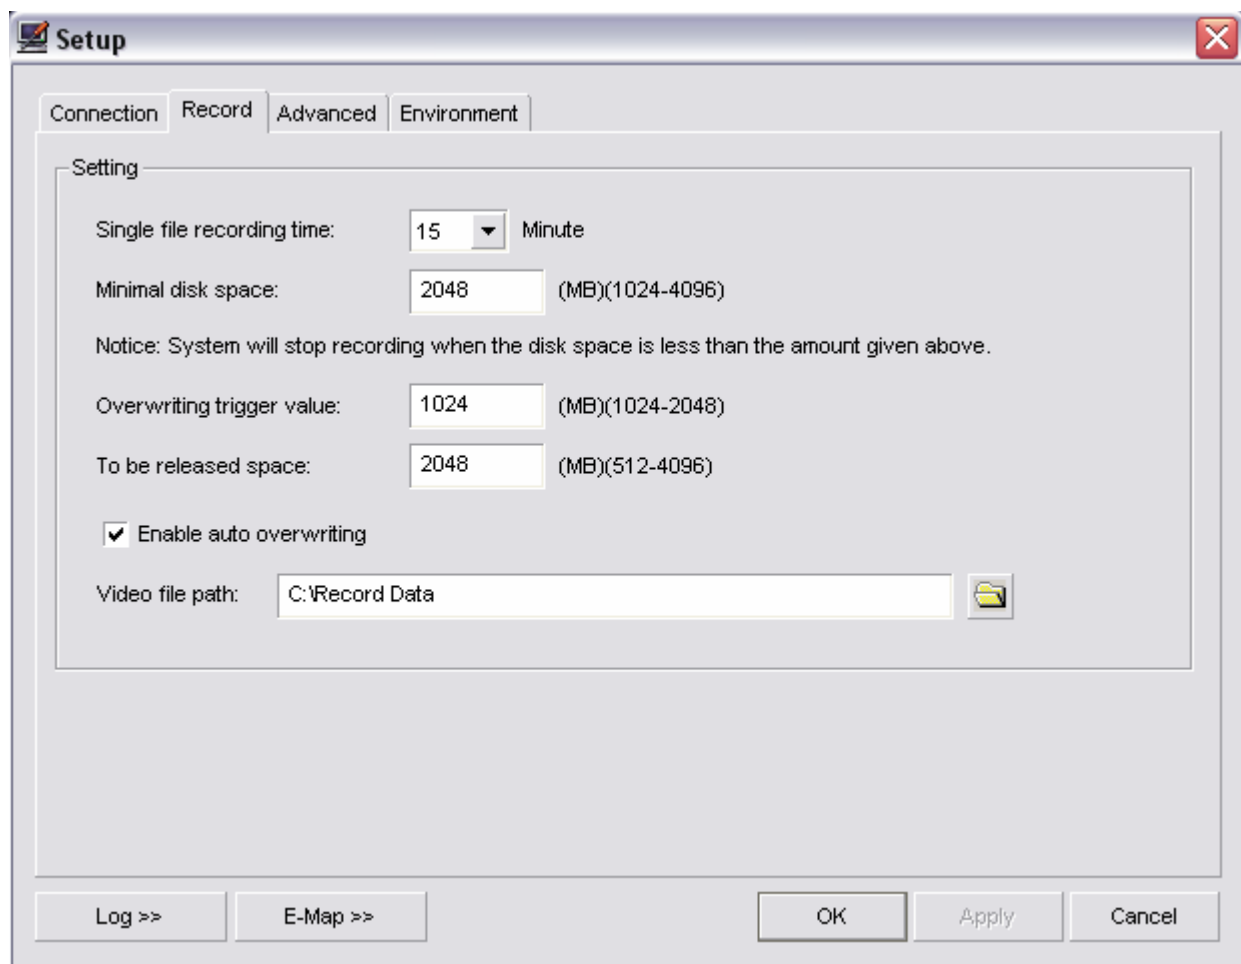 Setup
Connection Record Advanced Environment
Setting
Single file recording time: 15 Minute
Minimal disk space: 2048 (MB)(1024-4096)
Notice: System will stop recording when the disk space is less than the amount given above.
Overwriting trigger value: 1024 (MB)(1024-2048)
To be released space: 2048 (MB)(512-4096)
Enable auto overwriting
Video file path: C:\Record Data
Log >> E-Map >> OK Apply Cancel